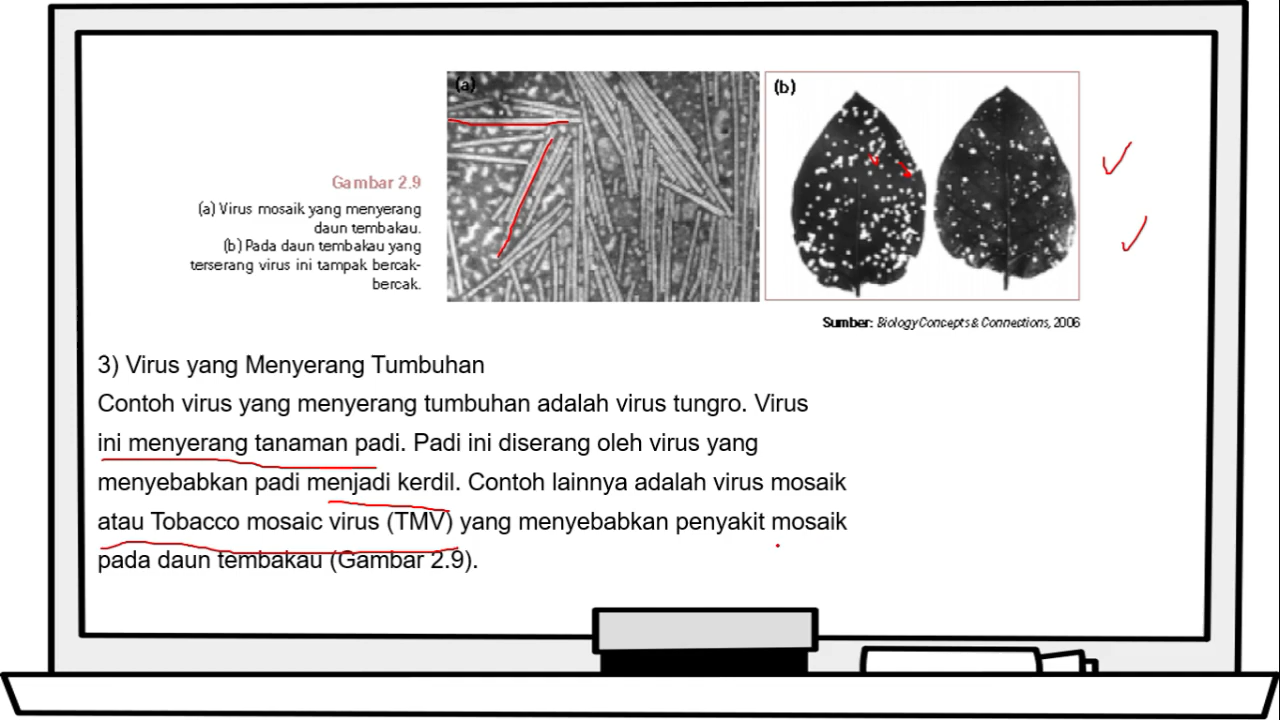 (a)
(b)
Gambar 2.9
(a) Virus mosaik yang menyerang
daun tembakau.
(b) Pada daun tembakau yang
terserang virus ini tampak bercak-
bercak.
Sumber: Biology Concepts & Connections, 2006
3) Virus yang Menyerang Tumbuhan
Contoh virus yang menyerang tumbuhan adalah virus tungro. Virus
ini menyerang tanaman padi. Padi ini diserang oleh virus yang
menyebabkan padi menjadi kerdil. Contoh lainnya adalah virus mosaik
atau Tobacco mosaic virus (TMV) yang menyebabkan penyakit mosaik
pada daun tembakau (Gambar 2.9).